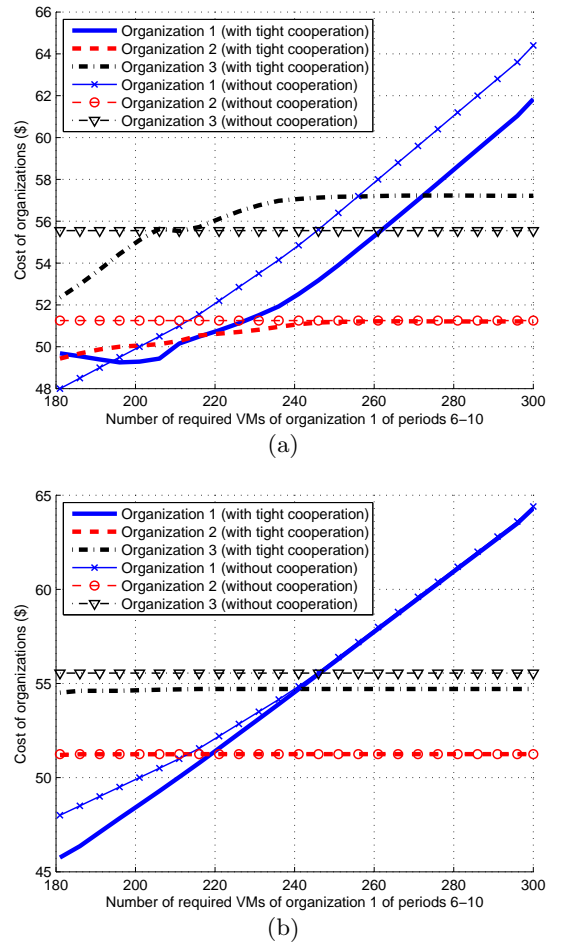 66
64
62
60
58
56
54
52
50
48
Cost of organizations ($)
Organization 1 (with tight cooperation)
Organization 2 (with tight cooperation)
Organization 3 (with tight cooperation)
Organization 1 (without cooperation)
Organization 2 (without cooperation)
Organization 3 (without cooperation)
180 200 220 240 260 280 300
Number of required VMs of organization 1 of periods 6−10
(a)
65
60
55
50
45
Cost of organizations ($)
Organization 1 (with tight cooperation)
Organization 2 (with tight cooperation)
Organization 3 (with tight cooperation)
Organization 1 (without cooperation)
Organization 2 (without cooperation)
Organization 3 (without cooperation)
180 200 220 240 260 280 300
Number of required VMs of organization 1 of periods 6−10
(b)